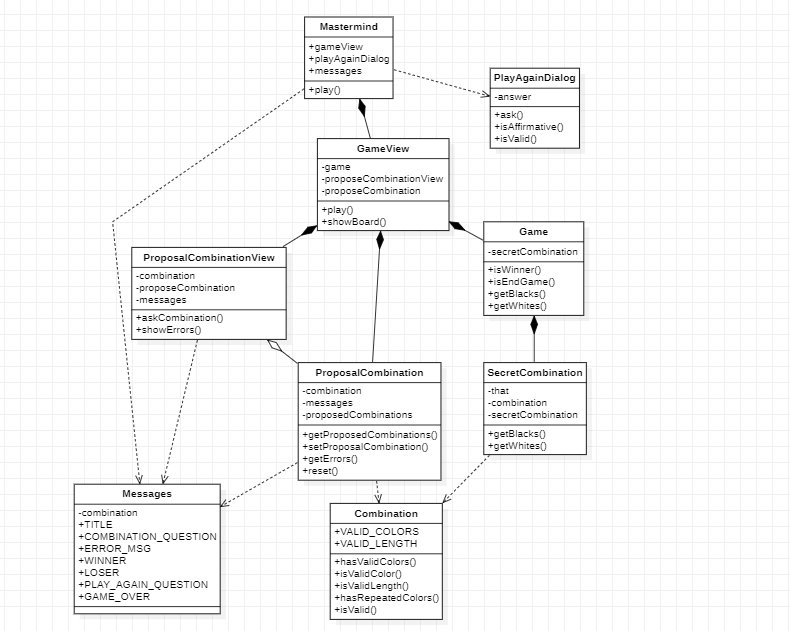 Mastermind
+gameView
+playAgainDialog
+messages
+play()
PlayAgainDialog
-answer
+ask()
+isAffirmative()
+isValid()
GameView
-game
-proposeCombinationView
-proposeCombination
+play()
+showBoard()
Game
-secretCombination
+isWinner()
+isEndGame()
+getBlacks()
+getWhites()
ProposalCombinationView
-combination
-proposeCombination
-messages
+askCombination()
+showErrors()
ProposalCombination
-combination
-messages
-proposedCombinations
+getProposedCombinations()
+setProposalCombination()
+getErrors()
+reset()
SecretCombination
-that
-combination
-secretCombination
+getBlacks()
+getWhites()
Messages
-combination
+TITLE
+COMBINATION_QUESTION
+ERROR_MSG
+WINNER
+LOSER
+PLAY_AGAIN_QUESTION
+GAME_OVER
Combination
+VALID_COLORS
+VALID_LENGTH
+hasValidColors()
+isValidColor()
+isValidLength()
+hasRepeatedColors()
+isValid()